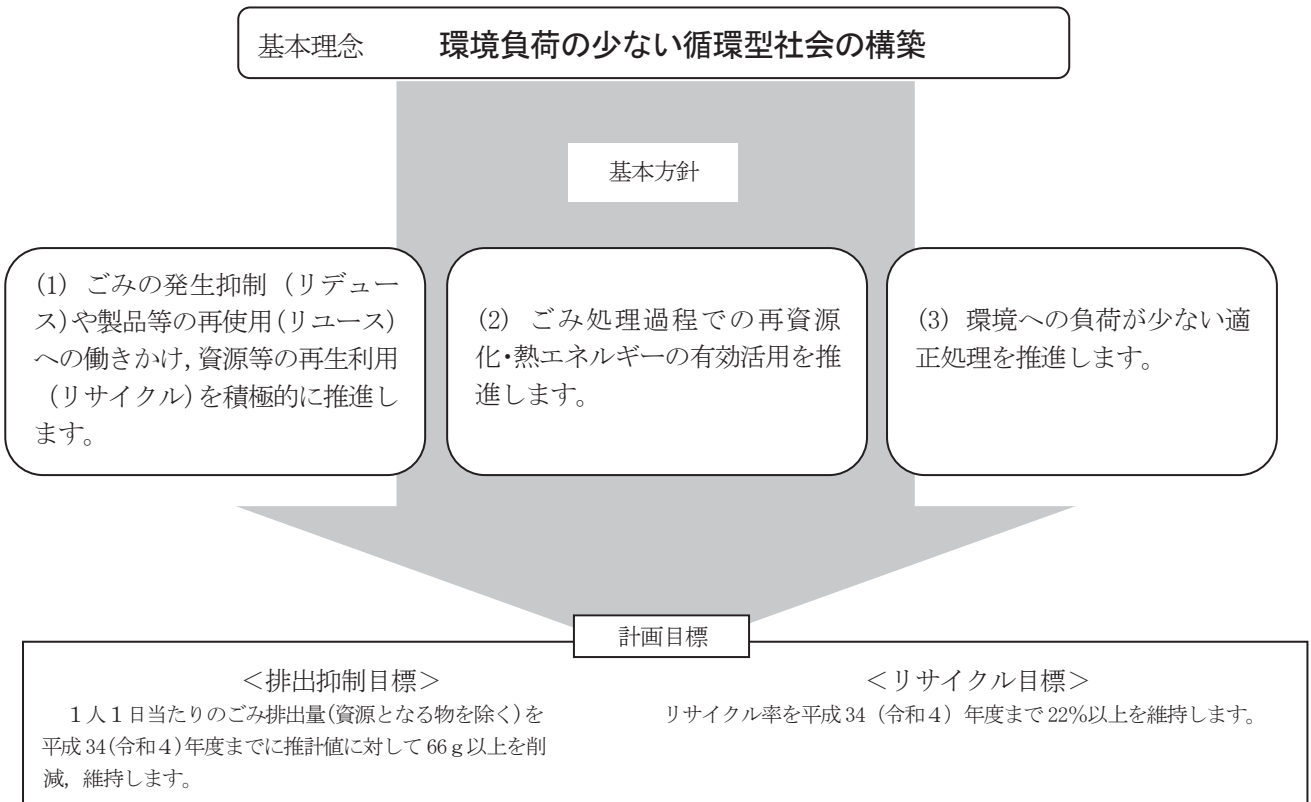 基本理念 環境負荷の少ない循環型社会の構築
基本方針
(1) ごみの発生抑制（リデュー
ス)や製品等の再使用(リユース)
への働きかけ,資源等の再生利用
（リサイクル)を積極的に推進し
ます。
(2) ごみ処理過程での再資源
化・熱エネルギーの有効活用を推
進します。
(3) 環境への負荷が少ない適
正処理を推進します。
計画目標
＜排出抑制目標＞
１人１日当たりのごみ排出量(資源となる物を除く)を
平成 34(令和４)年度までに推計値に対して 66ｇ以上を削
減，維持します。
＜リサイクル目標＞
リサイクル率を平成 34（令和４）年度まで 22％以上を維持します。